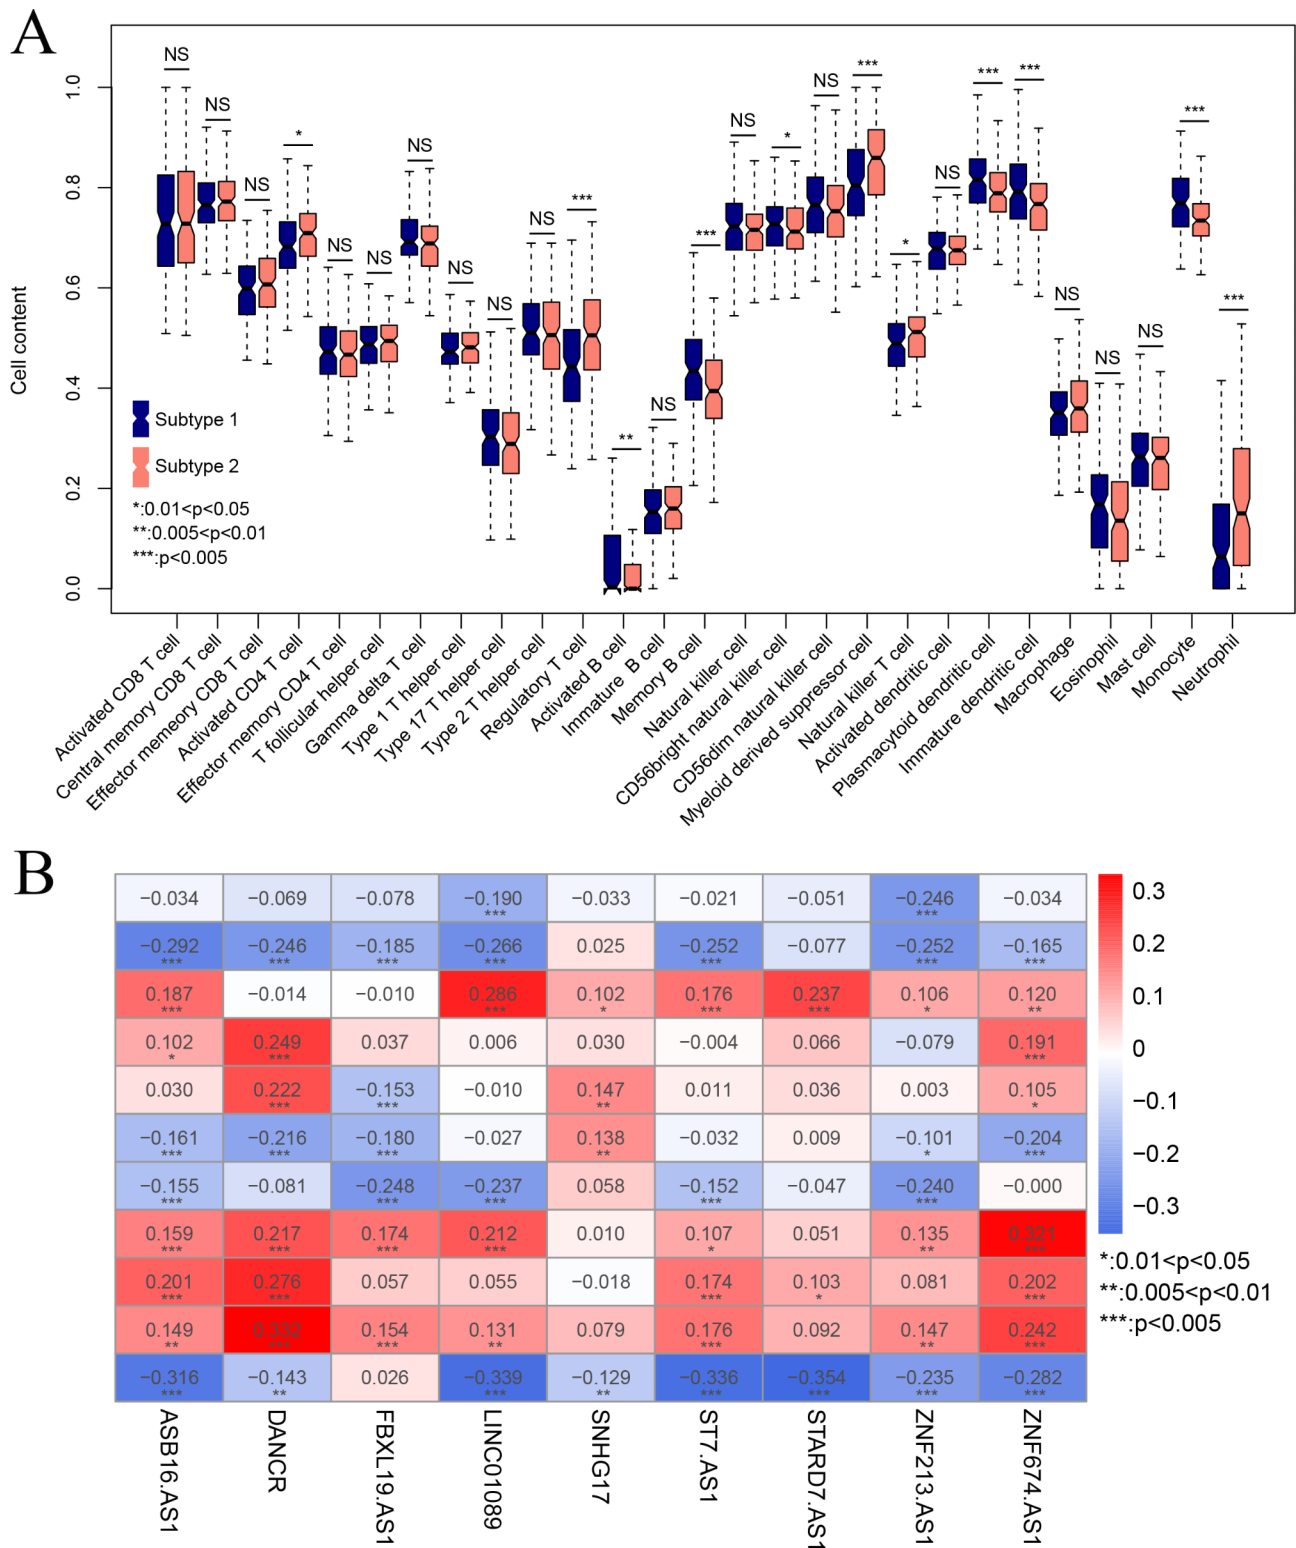 A
NS
NS
NS
*
NS
NS
NS
NS
NS
NS
***
**
NS
***
NS
*
NS
***
*
NS
***
***
NS
NS
NS
***
***
Cell content
1.0
0.8
0.6
0.4
0.2
0.0
Subtype 1
Subtype 2
*:0.01<p<0.05
**:0.005<p<0.01
***:p<0.005
Activated CD8 T cell
Central memory CD8 T cell
Effector memeory CD8 T cell
Activated CD4 T cell
Effector memory CD4 T cell
T follicular helper cell
Gamma delta T cell
Type 1 T helper cell
Type 17 T helper cell
Type 2 T helper cell
Regulatory T cell
Activated B cell
Immature B cell
Memory B cell
Natural killer cell
CD56bright natural killer cell
CD56dim natural killer cell
Myeloid derived suppressor cell
Natural killer T cell
Activated dendritic cell
Plasmacytoid dendritic cell
Immature dendritic cell
Macrophage
Eosinophil
Mast cell
Monocyte
Neutrophil
B
−0.034 −0.069 −0.078 −0.190 −0.033 −0.021 −0.051 −0.246 −0.034
*** ***
−0.292 −0.246 −0.185 −0.266 0.025 −0.252 −0.077 −0.252 −0.165
*** *** *** *** *** *** ***
0.187 −0.014 −0.010 0.286 0.102 0.176 0.237 0.106 0.120
*** *** * *** *** * **
0.102 0.249 0.037 0.006 0.030 −0.004 0.066 −0.079 0.191
* *** ***
0.030 0.222 −0.153 −0.010 0.147 0.011 0.036 0.003 0.105
*** *** ** *
−0.161 −0.216 −0.180 −0.027 0.138 −0.032 0.009 −0.101 −0.204
*** *** *** ** * ***
−0.155 −0.081 −0.248 −0.237 0.058 −0.152 −0.047 −0.240 −0.000
*** *** *** *** ***
0.159 0.217 0.174 0.212 0.010 0.107 0.051 0.135 0.321
*** *** *** *** * ** ***
0.201 0.276 0.057 0.055 −0.018 0.174 0.103 0.081 0.202
*** *** *** * ***
0.149 0.332 0.154 0.131 0.079 0.176 0.092 0.147 0.242
** *** *** ** *** ** ***
−0.316 −0.143 0.026 −0.339 −0.129 −0.336 −0.354 −0.235 −0.282
*** ** *** ** *** *** *** ***
ASB16.AS1
DANCR
FBXL19.AS1
LINC01089
SNHG17
ST7.AS1
STARD7.AS1
ZNF213.AS1
ZNF674.AS1
0.3
0.2
0.1
0
−0.1
−0.2
−0.3
*:0.01<p<0.05
**:0.005<p<0.01
***:p<0.005